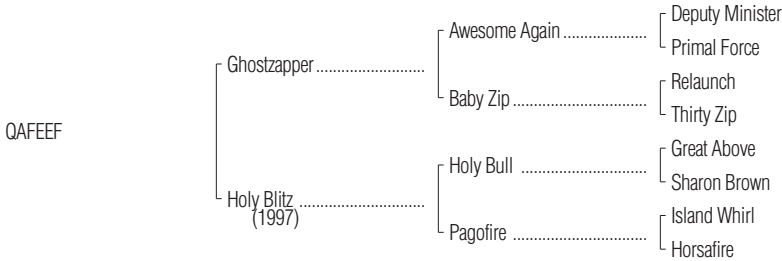 Deputy Minister
Awesome Again ....................
Primal Force
Ghostzapper ..........................
Relaunch
Baby Zip ................................
Thirty Zip
QAFEEF
Great Above
Holy Bull ..............................
Sharon Brown
Holy Blitz ..............................
(1997)
Island Whirl
Pagofire ................................
Horsafire